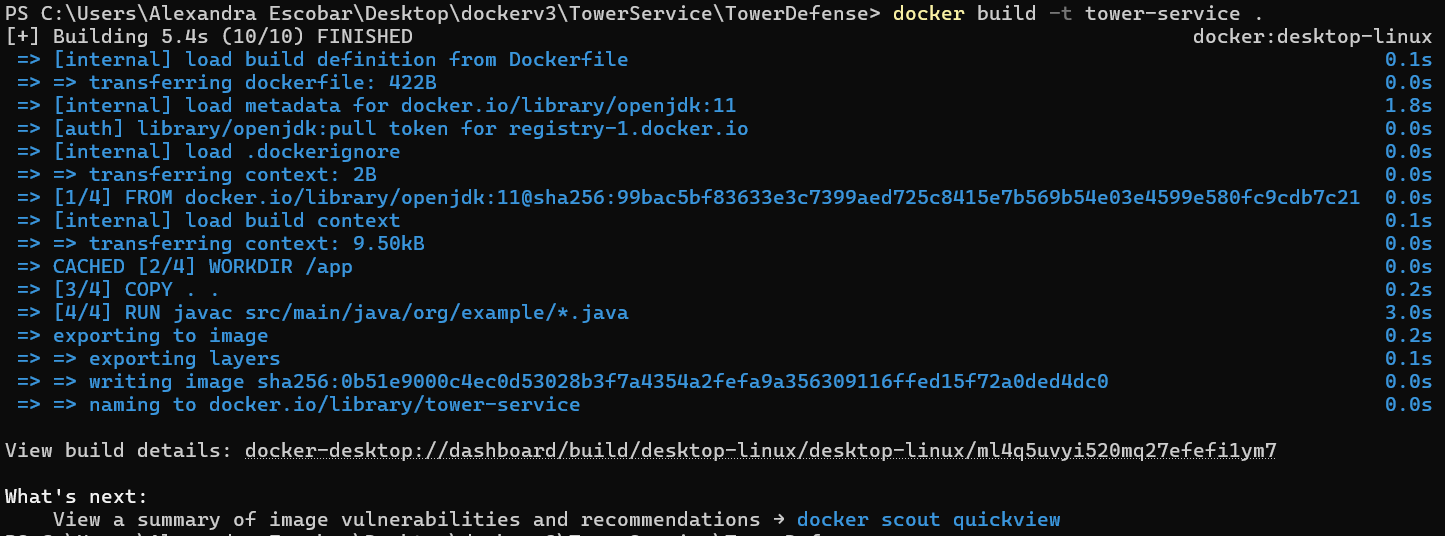 PS C:\Users\Alexandra Escobar\Desktop\dockerv3\TowerService\TowerDefense> docker build -t tower-service .
[+] Building 5.4s (10/10) FINISHED docker:desktop-linux
=> [internal] load build definition from Dockerfile 0.1s
=> => transferring dockerfile: 422B 0.0s
=> [internal] load metadata for docker.io/library/openjdk:11 1.8s
=> [auth] library/openjdk:pull token for registry-1.docker.io 0.0s
=> [internal] load .dockerignore 0.0s
=> => transferring context: 2B 0.0s
=> [1/4] FROM docker.io/library/openjdk:11@sha256:99bac5bf83633e3c7399aed725c8415e7b569b54e03e4599e580fc9cdb7c21 0.0s
=> [internal] load build context 0.1s
=> => transferring context: 9.50kB 0.0s
=> CACHED [2/4] WORKDIR /app 0.0s
=> [3/4] COPY . . 0.2s
=> [4/4] RUN javac src/main/java/org/example/*.java 3.0s
=> exporting to image 0.2s
=> => exporting layers 0.1s
=> => writing image sha256:0b51e9000c4ec0d53028b3f7a4354a2fefa9a356309116ffed15f72a0ded4dc0 0.0s
=> => naming to docker.io/library/tower-service 0.0s
View build details: docker-desktop://dashboard/build/desktop-linux/desktop-linux/ml4q5uvyi520mq27efefi1ym7
What's next:
View a summary of image vulnerabilities and recommendations → docker scout quickview